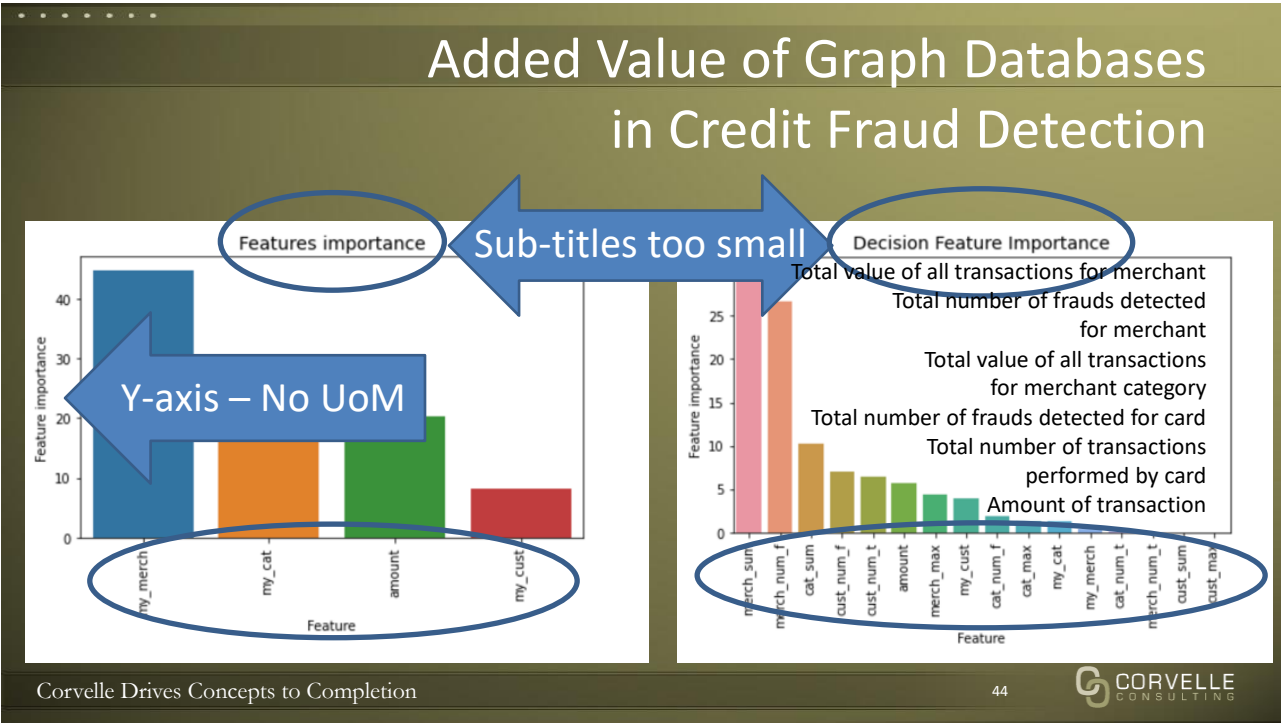 Added Value of Graph Databases
in Credit Fraud Detection
Features importance
Sub-titles too small
Decision Feature Importance
Feature importance
40
30
20
10
0
Y-axis – No UoM
my_merch
my_cat
amount
my_cust
Feature
Total value of all transactions for merchant
Total number of frauds detected
for merchant
Total value of all transactions
for merchant category
Total number of frauds detected for card
Total number of transactions
performed by card
Amount of transaction
Feature importance
25
20
15
10
5
0
merch_sum
merch_num_f
cat_sum
cust_num_f
cust_num_t
amount
merch_max
my_cust
cat_num_f
cat_max
my_cat
my_merch
cat_num_t
merch_num_t
cust_sum
cust_max
Feature
Corvelle Drives Concepts to Completion
44
CORVELLE
CONSULTING